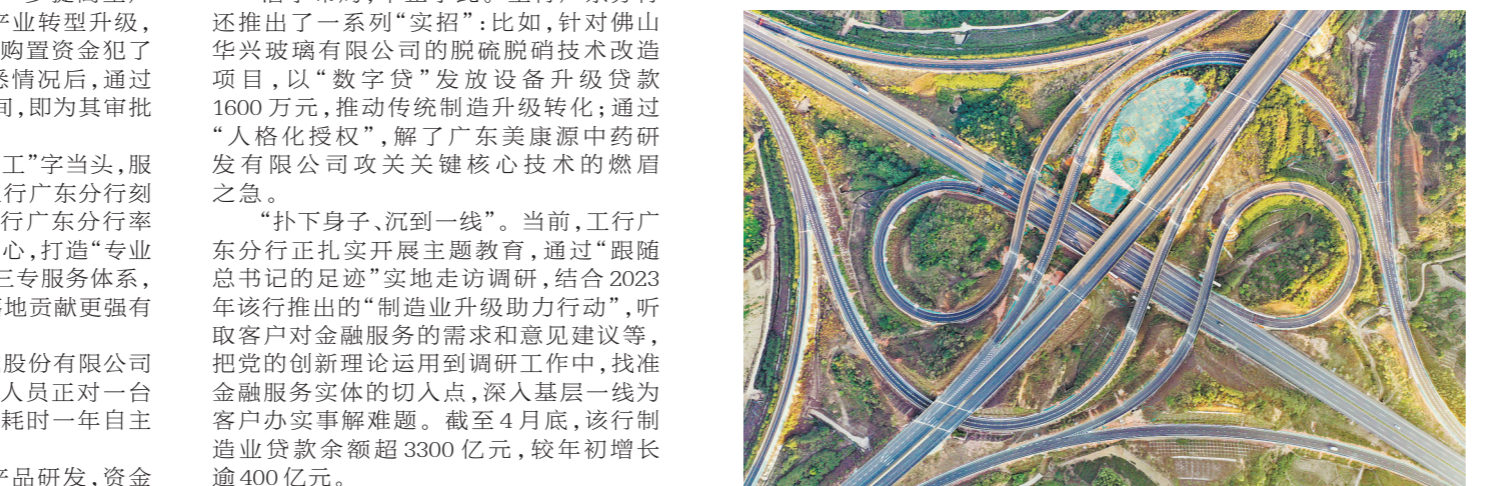 产业转型升级，
购置资金犯了
悉情况后，通过
间，即为其审批
工”字当头，服
行广东分行刻
行广东分行率
心，打造“专业
三专服务体系，
地贡献更强有
股份有限公司
人员正对一台
耗时一年自主
产品研发，资金
还推出了一系列“实招”：比如，针对佛山
华兴玻璃有限公司的脱硫脱硝技术改造
项目，以“数字贷”发放设备升级贷款
1600万元，推动传统制造升级转化；通过
“人格化授权”，解了广东美康源中药研
发有限公司攻关关键核心技术的燃眉
之急。
“扑下身子、沉到一线”。当前，工行广
东分行正扎实开展主题教育，通过“跟随
总书记的足迹”实地走访调研，结合2023
年该行推出的“制造业升级助力行动”，听
取客户对金融服务的需求和意见建议等，
把党的创新理论运用到调研工作中，找准
金融服务实体的切入点，深入基层一线为
客户办实事解难题。截至4月底，该行制
造业贷款余额超3300亿元，较年初增长
逾400亿元。